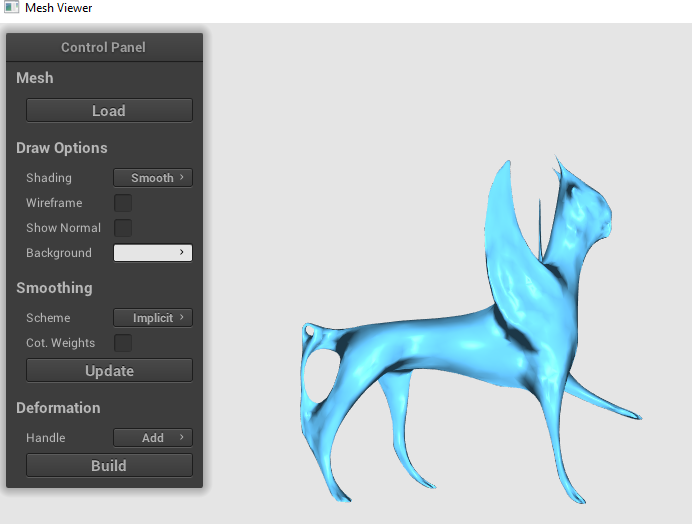 Mesh Viewer
Control Panel
Mesh
Load
Draw Options
Shading Smooth
Wireframe
Show Normal
Background
Smoothing
Scheme Implicit
Cot. Weights
Update
Deformation
Handle Add
Build